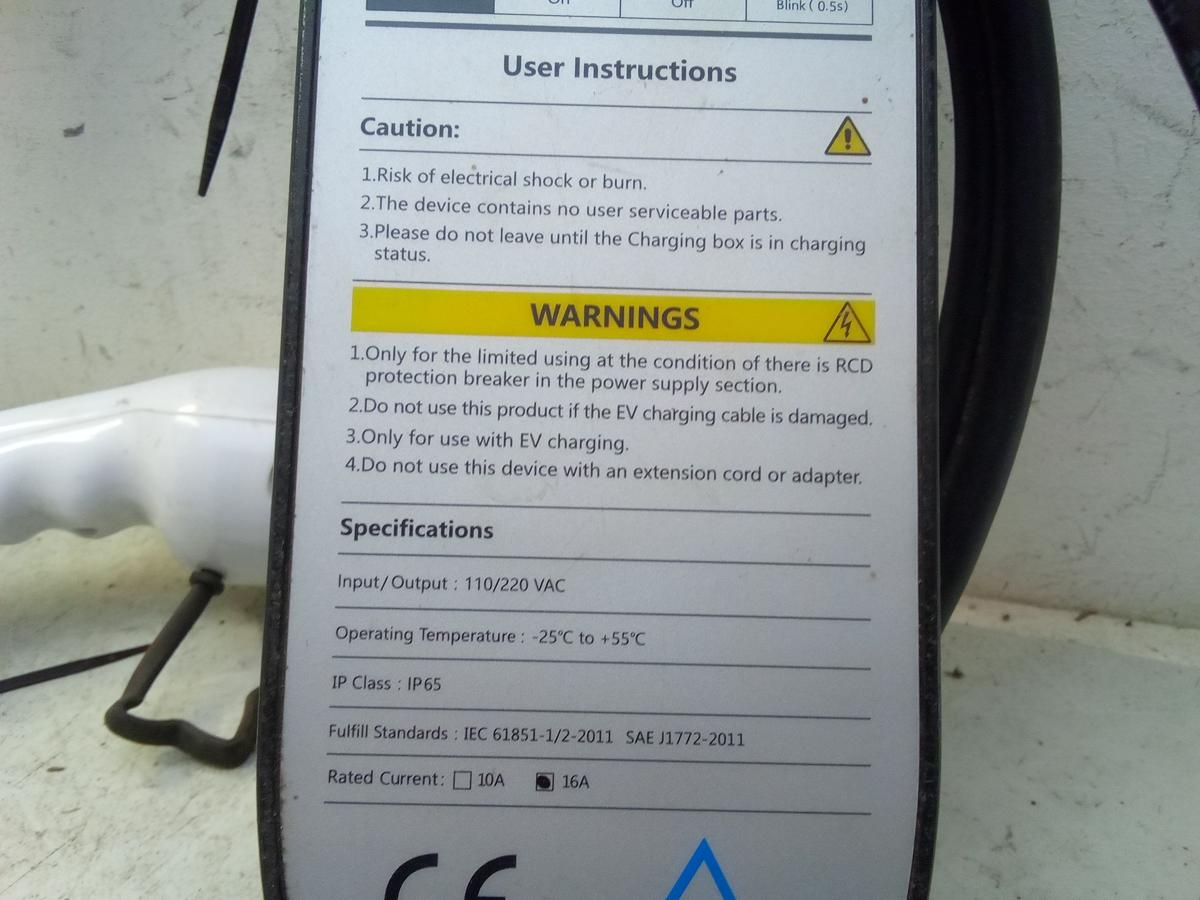 On Off Blink ( 0.5s)
User Instructions
Caution:
1.Risk of electrical shock or burn.
2.The device contains no user serviceable parts.
3.Please do not leave until the Charging box is in charging
status.
WARNINGS
1.Only for the limited using at the condition of there is RCD
protection breaker in the power supply section.
2.Do not use this product if the EV charging cable is damaged.
3.Only for use with EV charging.
4.Do not use this device with an extension cord or adapter.
Specifications
Input/Output : 110/220 VAC
Operating Temperature : -25℃ to +55℃
IP Class : IP65
Fulfill Standards : IEC 61851-1/2-2011 SAE J1772-2011
Rated Current: 10A 16A
CE